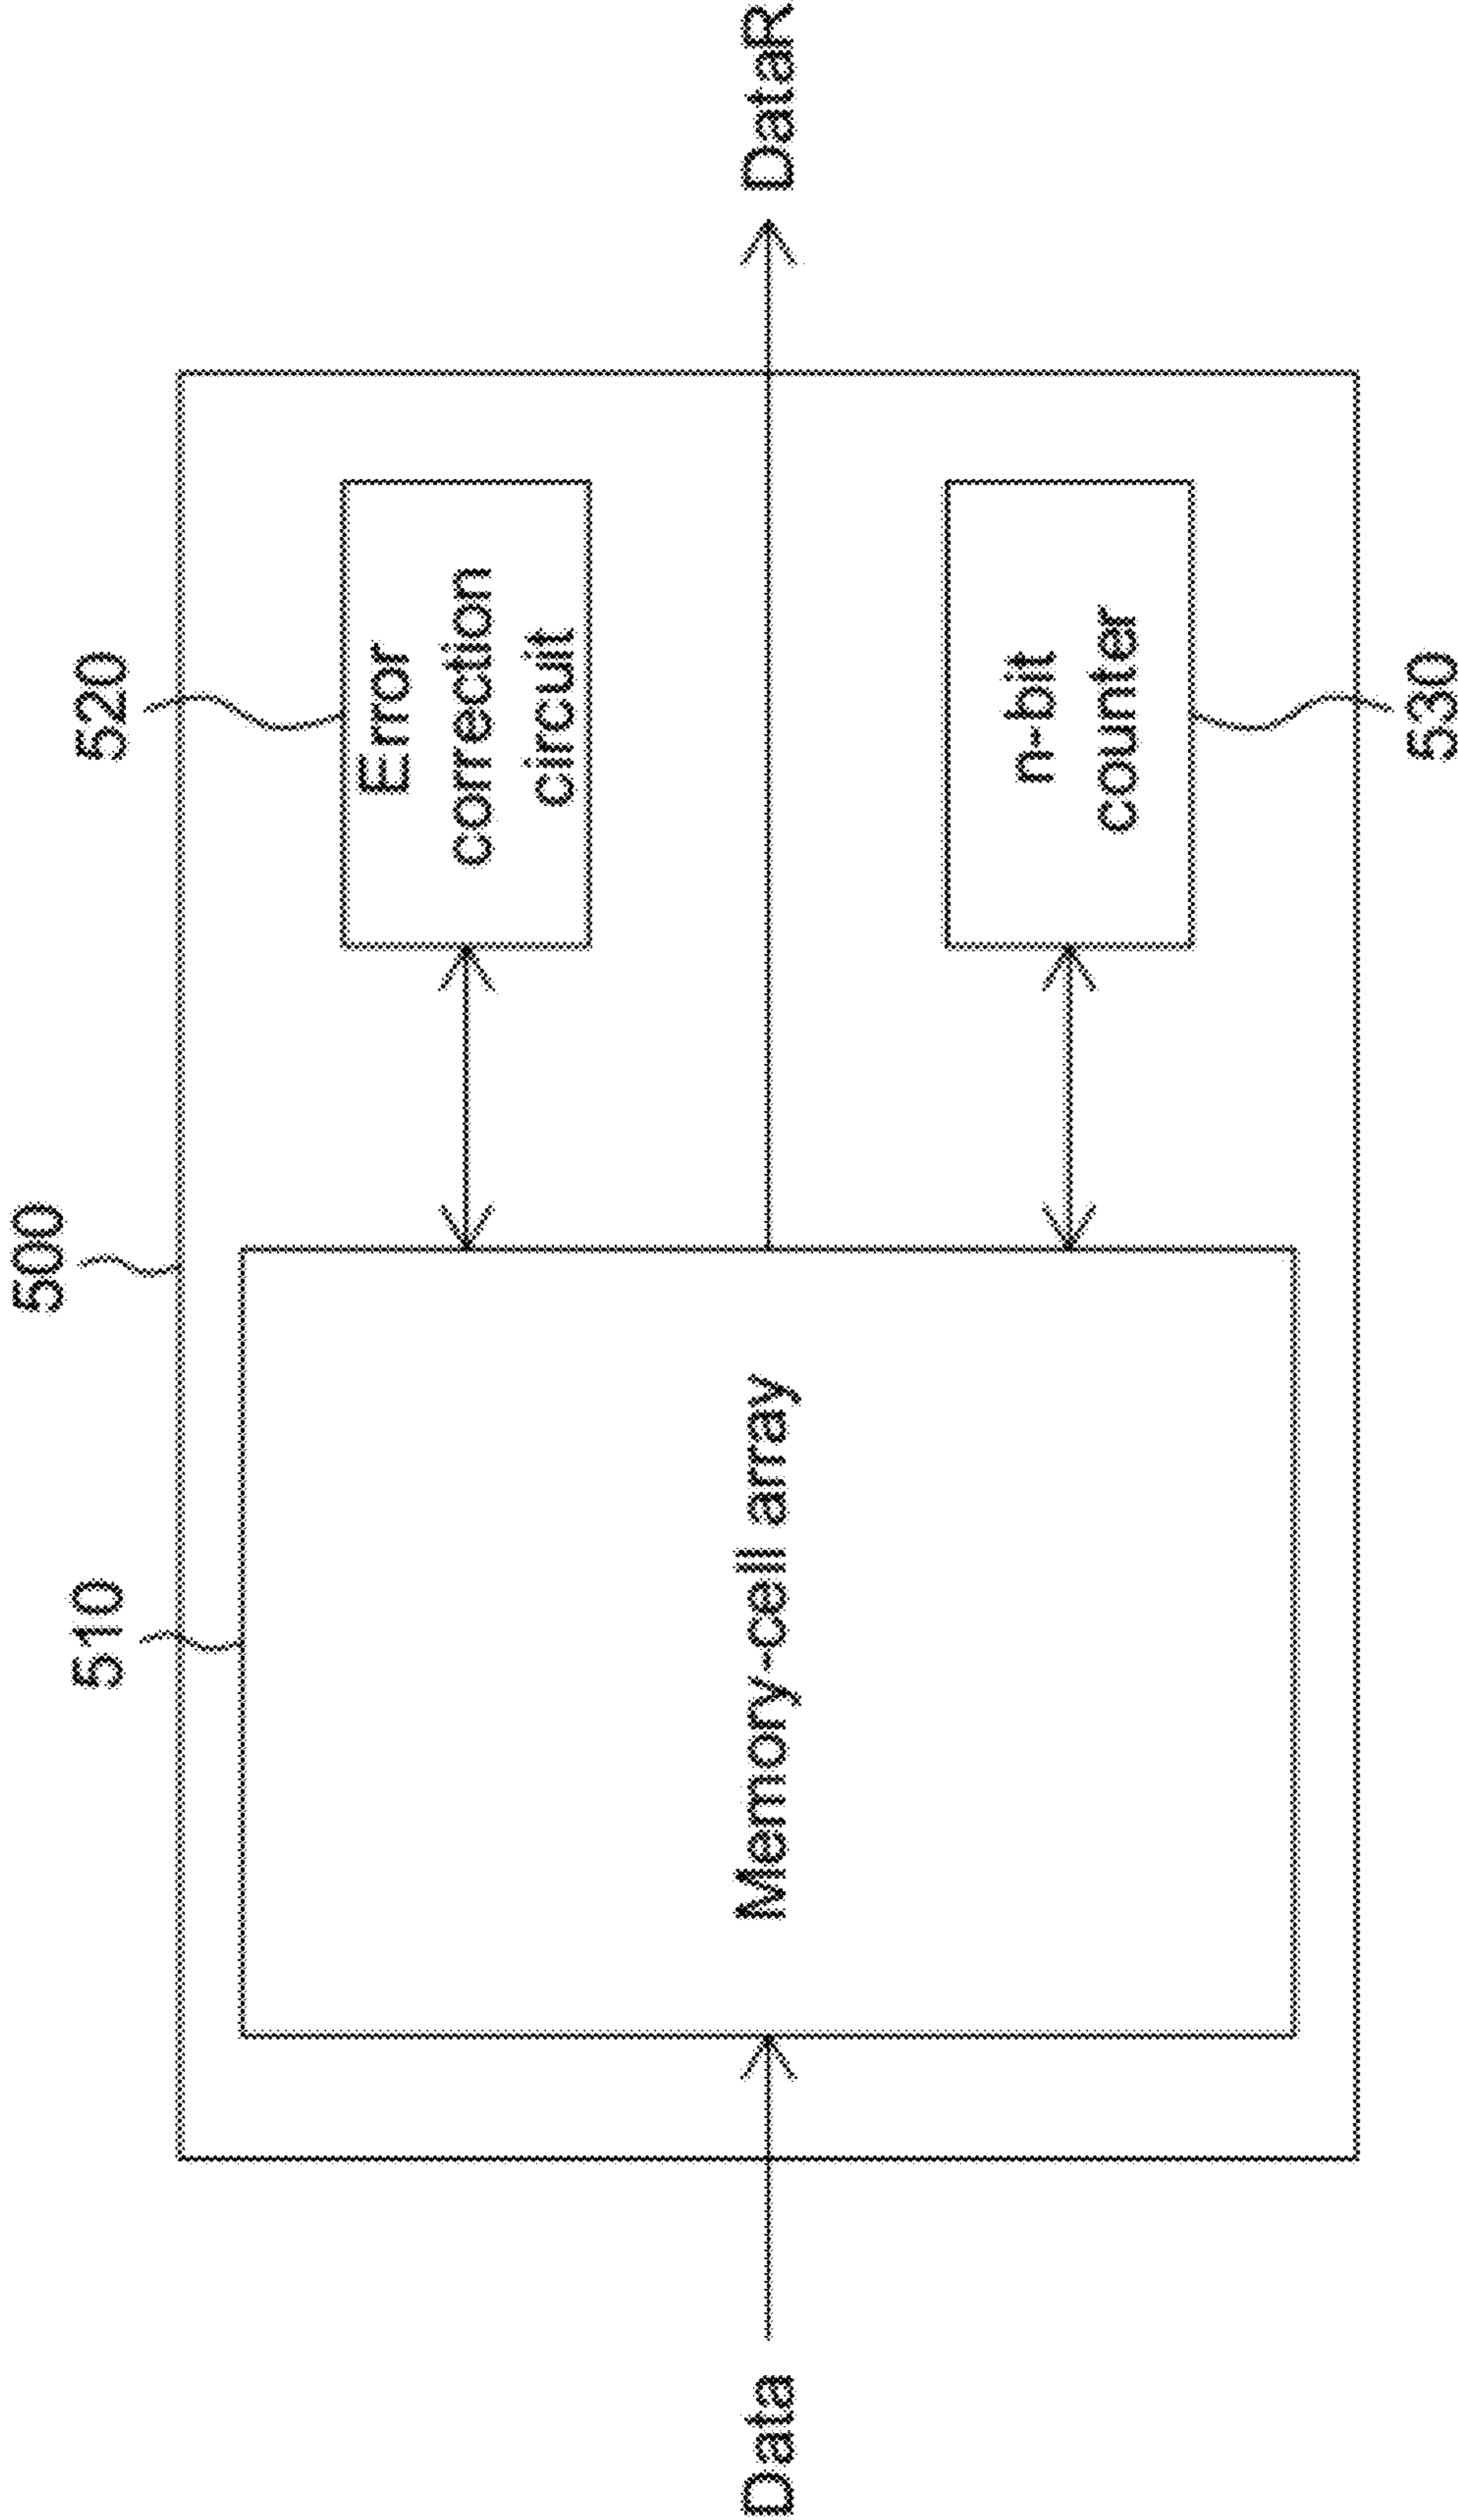 500
510
520
Data
Memory-cell array
Error
correction
circuit
DataR
n-bit
counter
530